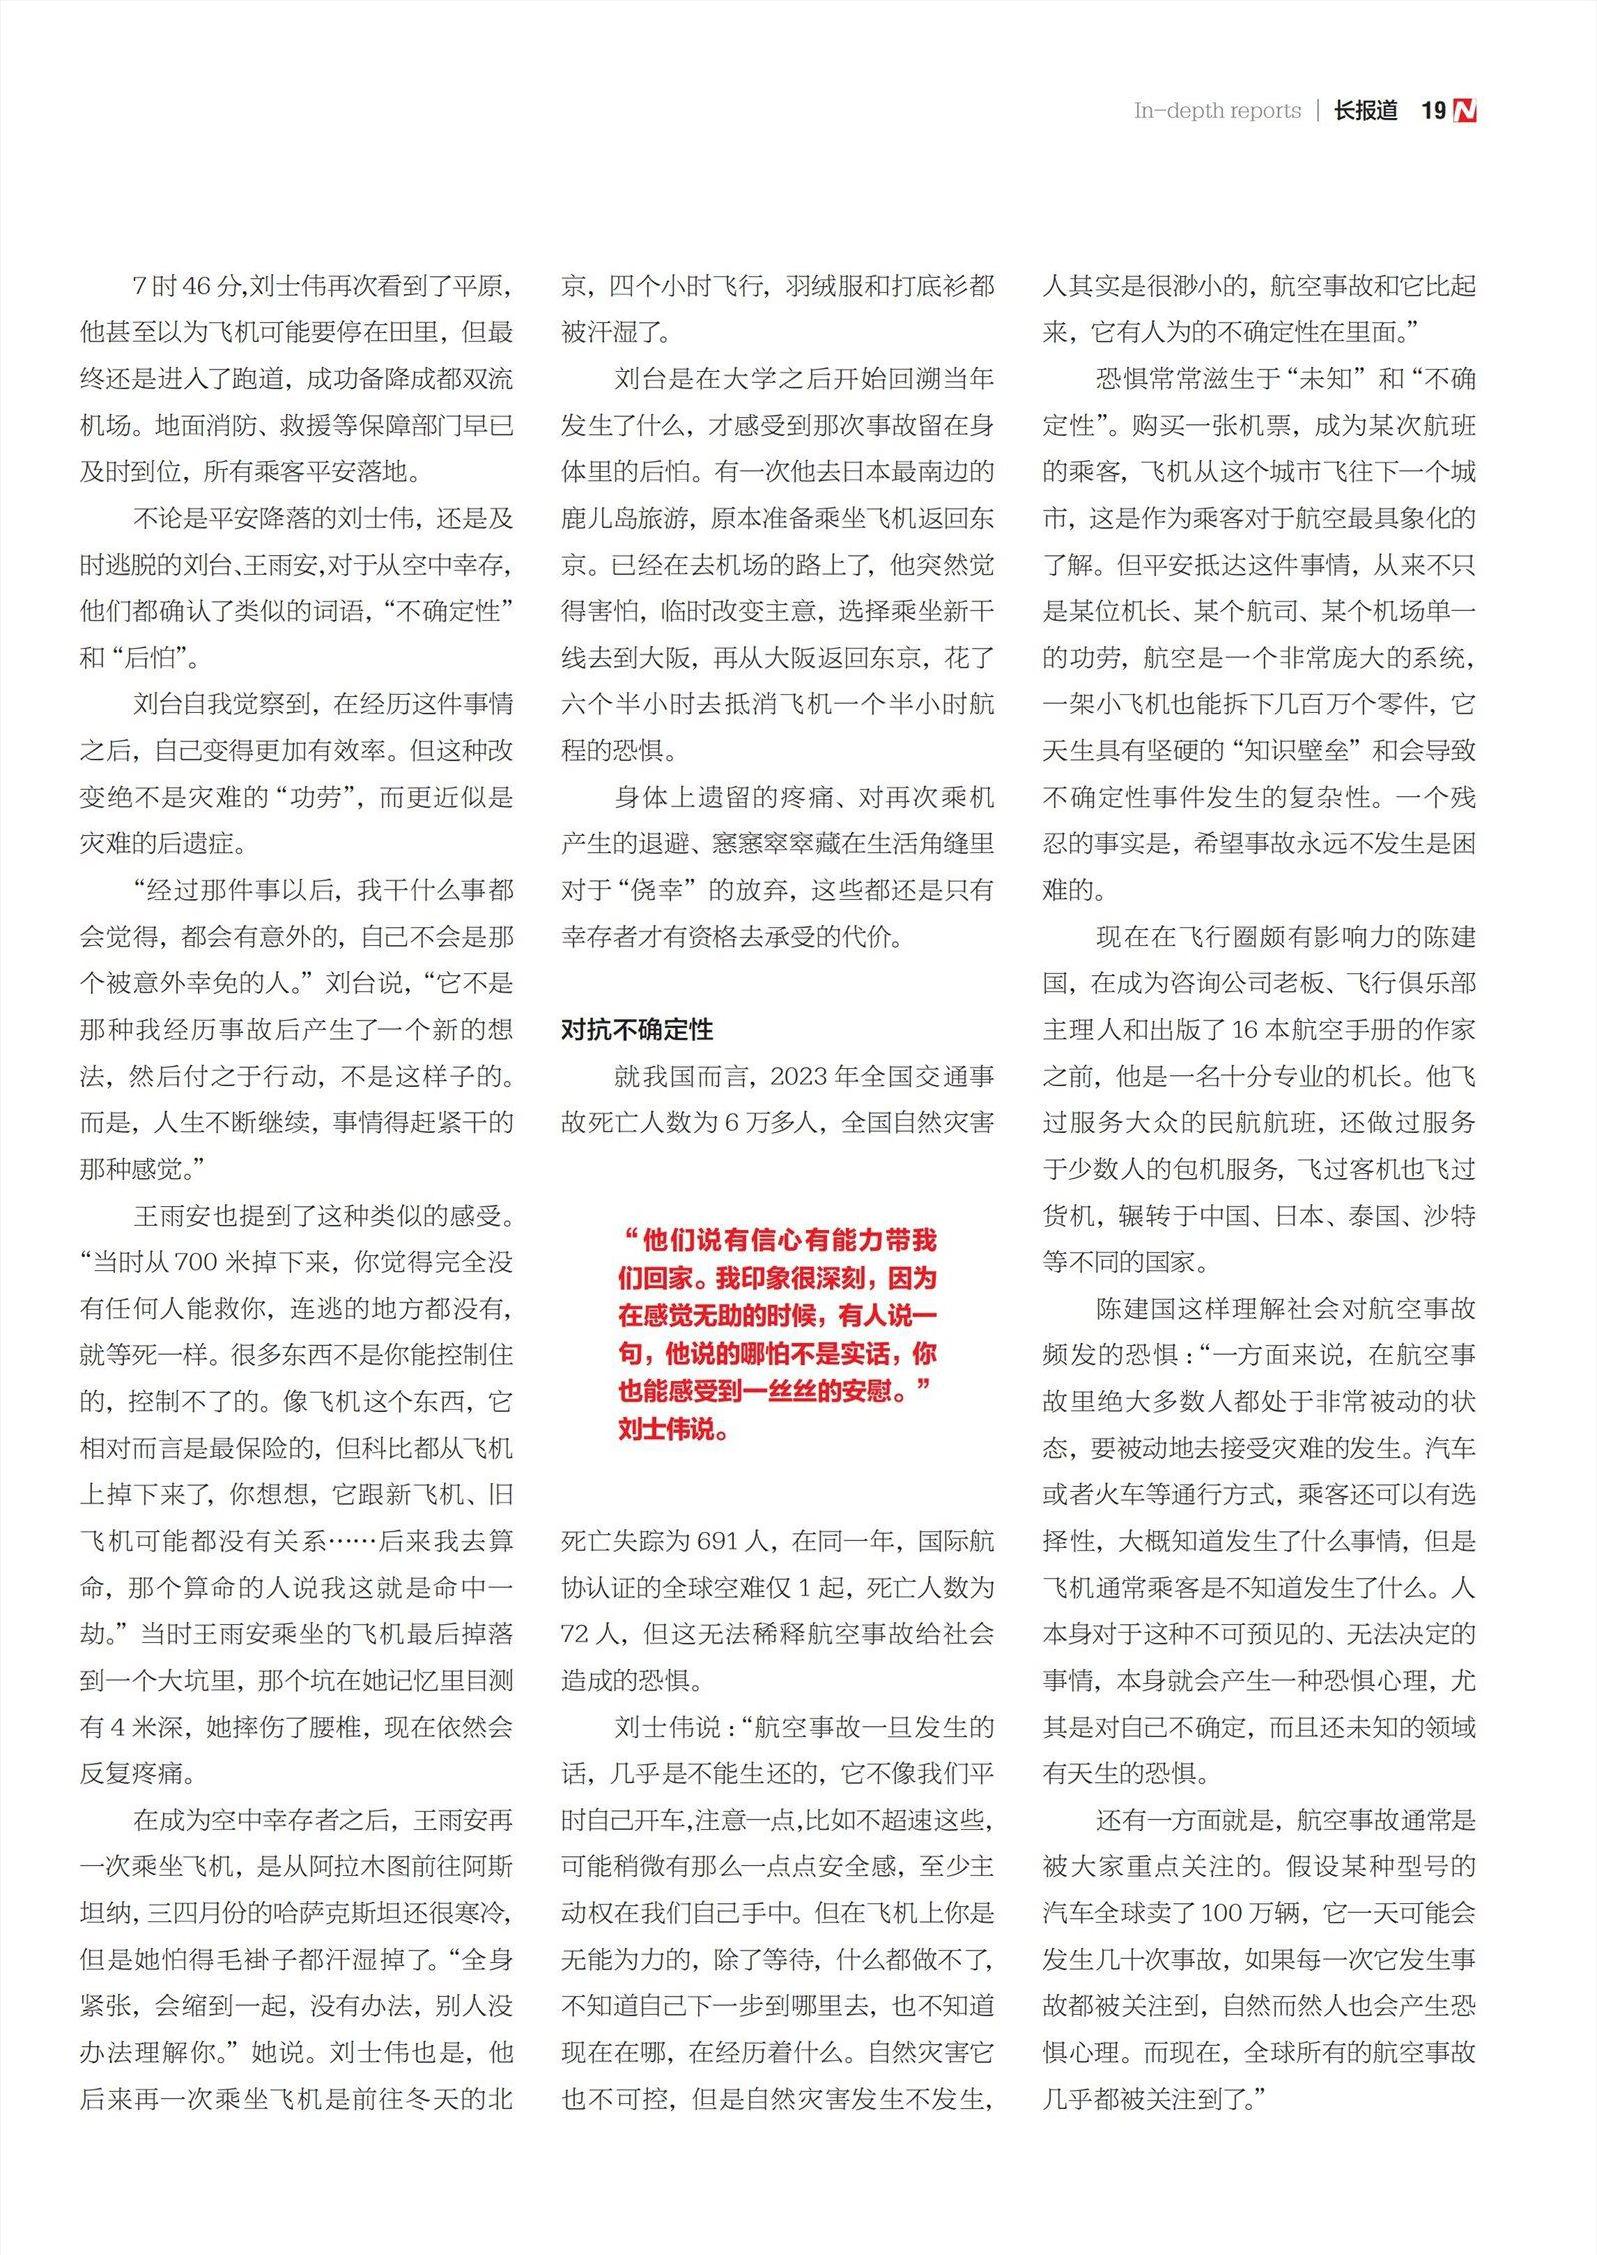 In-depth reports | 长报道 19 N
7时46分,刘士伟再次看到了平原，
他甚至以为飞机可能要停在田里，但最
终还是进入了跑道，成功备降成都双流
机场。地面消防、救援等保障部门早已
及时到位，所有乘客平安落地。
不论是平安降落的刘士伟，还是及
时逃脱的刘台、王雨安,对于从空中幸存，
他们都确认了类似的词语，“不确定性”
和“后怕”。
刘台自我觉察到，在经历这件事情
之后，自己变得更加有效率。但这种改
变绝不是灾难的“功劳”，而更近似是
灾难的后遗症。
“经过那件事以后，我干什么事都
会觉得，都会有意外的，自己不会是那
个被意外幸免的人。”刘台说，“它不是
那种我经历事故后产生了一个新的想
法，然后付之于行动，不是这样子的。
而是，人生不断继续，事情得赶紧干的
那种感觉。”
王雨安也提到了这种类似的感受。
“当时从700 米掉下来，你觉得完全没
有任何人能救你，连逃的地方都没有，
就等死一样。很多东西不是你能控制住
的，控制不了的。像飞机这个东西，它
相对而言是最保险的，但科比都从飞机
上掉下来了，你想想，它跟新飞机、旧
飞机可能都没有关系……后来我去算
命，那个算命的人说我这就是命中一
劫。”当时王雨安乘坐的飞机最后掉落
到一个大坑里，那个坑在她记忆里目测
有4米深，她摔伤了腰椎，现在依然会
反复疼痛。
在成为空中幸存者之后，王雨安再
一次乘坐飞机，是从阿拉木图前往阿斯
坦纳，三四月份的哈萨克斯坦还很寒冷，
但是她怕得毛褂子都汗湿掉了。“全身
紧张，会缩到一起，没有办法，别人没
办法理解你。”她说。刘士伟也是，他
后来再一次乘坐飞机是前往冬天的北
京，四个小时飞行，羽绒服和打底衫都
被汗湿了。
刘台是在大学之后开始回溯当年
发生了什么，才感受到那次事故留在身
体里的后怕。有一次他去日本最南边的
鹿儿岛旅游，原本准备乘坐飞机返回东
京。已经在去机场的路上了，他突然觉
得害怕，临时改变主意，选择乘坐新干
线去到大阪，再从大阪返回东京，花了
六个半小时去抵消飞机一个半小时航
程的恐惧。
身体上遗留的疼痛、对再次乘机
产生的退避、窸窸窣窣藏在生活角缝里
对于“侥幸”的放弃，这些都还是只有
幸存者才有资格去承受的代价。
对抗不确定性
就我国而言，2023年全国交通事
故死亡人数为6万多人，全国自然灾害
“他们说有信心有能力带我
们回家。我印象很深刻，因为
在感觉无助的时候，有人说一
句，他说的哪怕不是实话，你
也能感受到一丝丝的安慰。”
刘士伟说。
死亡失踪为691人，在同一年，国际航
协认证的全球空难仅1起，死亡人数为
72人，但这无法稀释航空事故给社会
造成的恐惧。
刘士伟说：“航空事故一旦发生的
话，几乎是不能生还的，它不像我们平
时自己开车,注意一点,比如不超速这些，
可能稍微有那么一点点安全感，至少主
动权在我们自己手中。但在飞机上你是
无能为力的，除了等待，什么都做不了，
不知道自己下一步到哪里去，也不知道
现在在哪，在经历着什么。自然灾害它
也不可控，但是自然灾害发生不发生，
人其实是很渺小的，航空事故和它比起
来，它有人为的不确定性在里面。”
恐惧常常滋生于“未知”和“不确
定性”。购买一张机票，成为某次航班
的乘客，飞机从这个城市飞往下一个城
市，这是作为乘客对于航空最具象化的
了解。但平安抵达这件事情，从来不只
是某位机长、某个航司、某个机场单一
的功劳，航空是一个非常庞大的系统，
一架小飞机也能拆下几百万个零件，它
天生具有坚硬的“知识壁垒”和会导致
不确定性事件发生的复杂性。一个残
忍的事实是，希望事故永远不发生是困
难的。
现在在飞行圈颇有影响力的陈建
国，在成为咨询公司老板、飞行俱乐部
主理人和出版了16本航空手册的作家
之前，他是一名十分专业的机长。他飞
过服务大众的民航航班，还做过服务
于少数人的包机服务，飞过客机也飞过
货机，辗转于中国、日本、泰国、沙特
等不同的国家。
陈建国这样理解社会对航空事故
频发的恐惧：“一方面来说，在航空事
故里绝大多数人都处于非常被动的状
态，要被动地去接受灾难的发生。汽车
或者火车等通行方式，乘客还可以有选
择性，大概知道发生了什么事情，但是
飞机通常乘客是不知道发生了什么。人
本身对于这种不可预见的、无法决定的
事情，本身就会产生一种恐惧心理，尤
其是对自己不确定，而且还未知的领域
有天生的恐惧。
还有一方面就是，航空事故通常是
被大家重点关注的。假设某种型号的
汽车全球卖了100万辆，它一天可能会
发生几十次事故，如果每一次它发生事
故都被关注到，自然而然人也会产生恐
惧心理。而现在，全球所有的航空事故
几乎都被关注到了。”